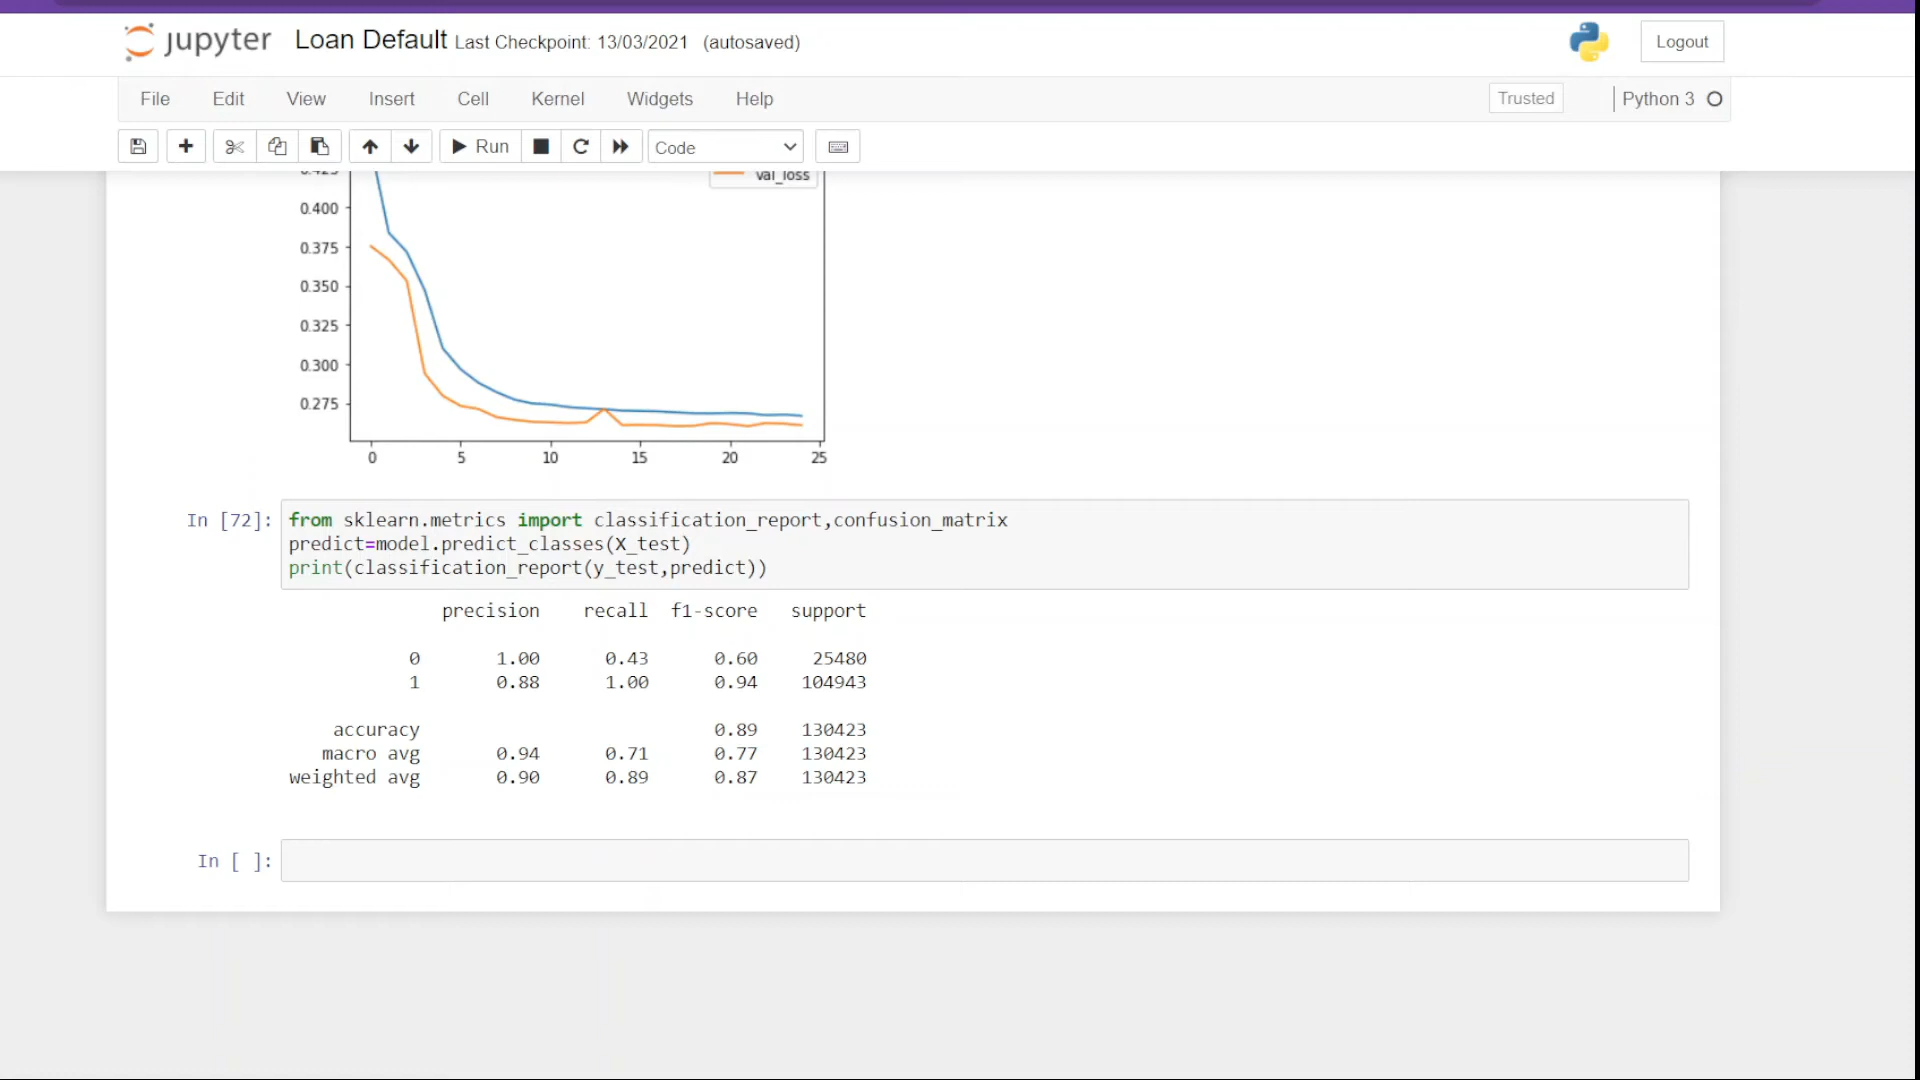 jupyter Loan Default Last Checkpoint: 13/03/2021 (autosaved)
Logout
File Edit View Insert Cell Kernel Widgets Help
Trusted
Python 3
Run
Code
0.425
val_loss
0.400
0.375
0.350
0.325
0.300
0.275
0 5 10 15 20 25
In [72]: from sklearn.metrics import classification_report,confusion_matrix
predict=model.predict_classes(X_test)
print(classification_report(y_test,predict))
precision recall f1-score support
0 1.00 0.43 0.60 25480
1 0.88 1.00 0.94 104943
accuracy 0.89 130423
macro avg 0.94 0.71 0.77 130423
weighted avg 0.90 0.89 0.87 130423
In [ ]: